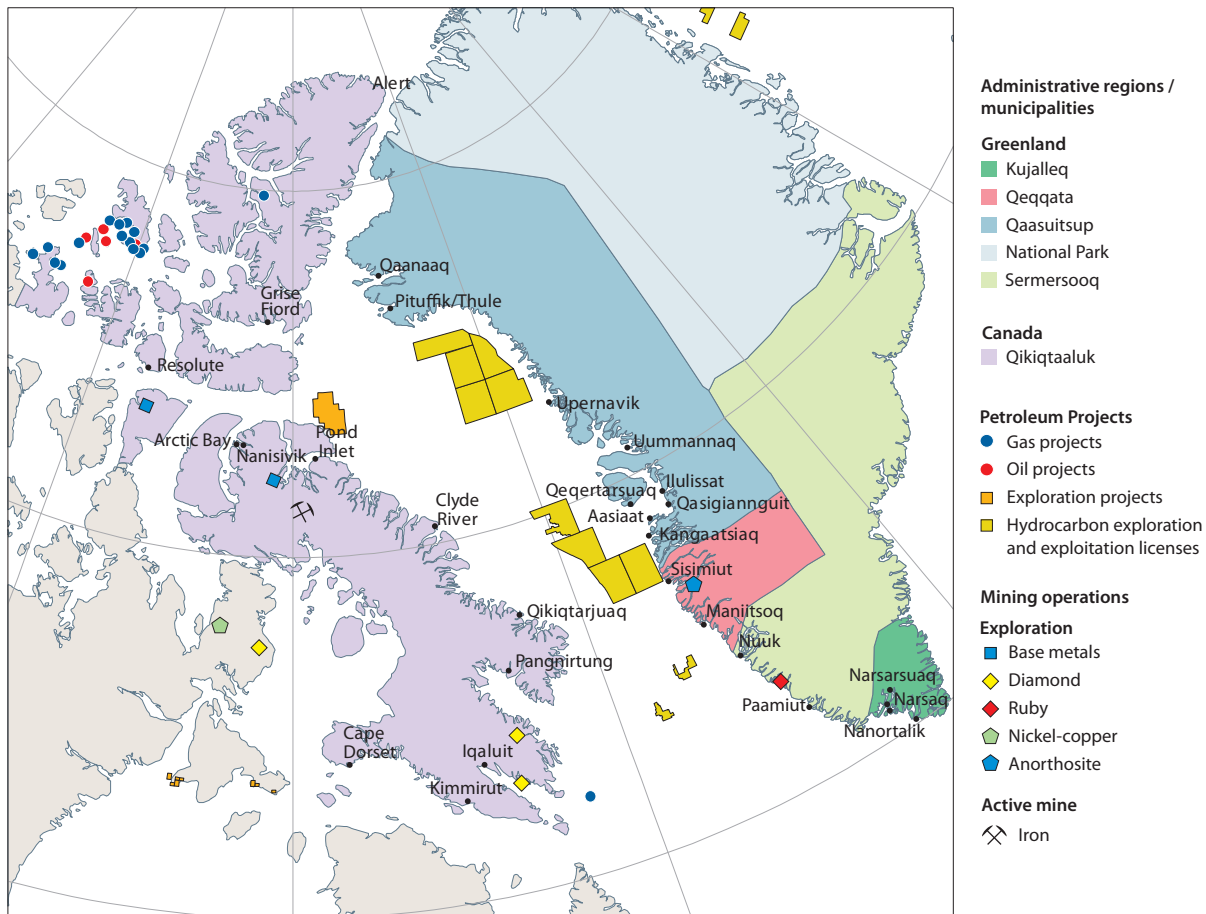 Alert
Qaanaaq
Pituffik/Thule
Grise
Fiord
Resolute
Upernavik
Arctic Bay
Nanisivik
Pond
Inlet
Uummannaq
Ilulissat
Qeqertarsuaq
Qasigiannguit
Clyde
River
Aasiaat
Kangaatsiaq
Sisimiut
Qikiqtarjuaq
Maniitsoq
Nuuk
Pangnirtung
Narsarsuaq
Paamiut
Narsaq
Nanortalik
Cape
Dorset
Iqaluit
Kimmirut
Administrative regions /
municipalities
Greenland
Kujalleq
Qeqqata
Qaasuitsup
National Park
Sermersooq
Canada
Qikiqtaaluk
Petroleum Projects
Gas projects
Oil projects
Exploration projects
Hydrocarbon exploration
and exploitation licenses
Mining operations
Exploration
Base metals
Diamond
Ruby
Nickel-copper
Anorthosite
Active mine
Iron